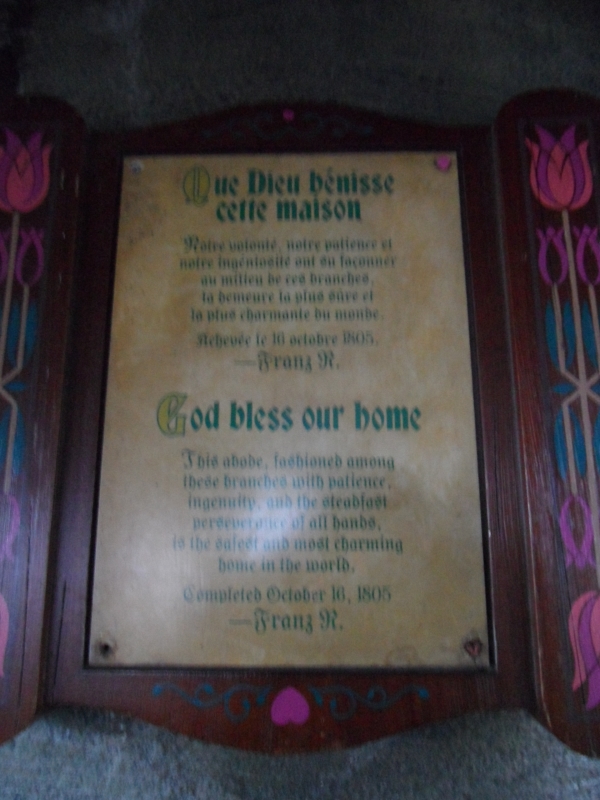 Que Dieu bénisse
cette maison
Notre volonté, notre patience et
notre ingéniosité ont su façonner
au milieu de ces branches,
la demeure la plus sûre et
la plus charmante du monde.
Achevée le 16 octobre 1805.
—Franz R.
God bless our home
This abode, fashioned among
these branches with patience,
ingenuity, and the steadfast
perseverance of all hands,
is the safest and most charming
home in the world.
Completed October 16, 1805
—Franz R.